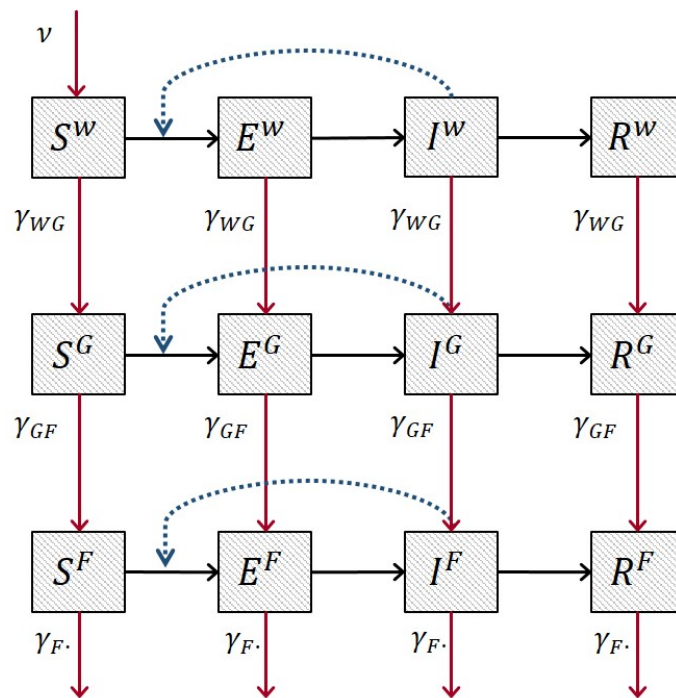 ν
S^w E^w I^w R^w
γ_WG γ_WG γ_WG γ_WG
S^G E^G I^G R^G
γ_GF γ_GF γ_GF γ_GF
S^F E^F I^F R^F
γ_F· γ_F· γ_F· γ_F·